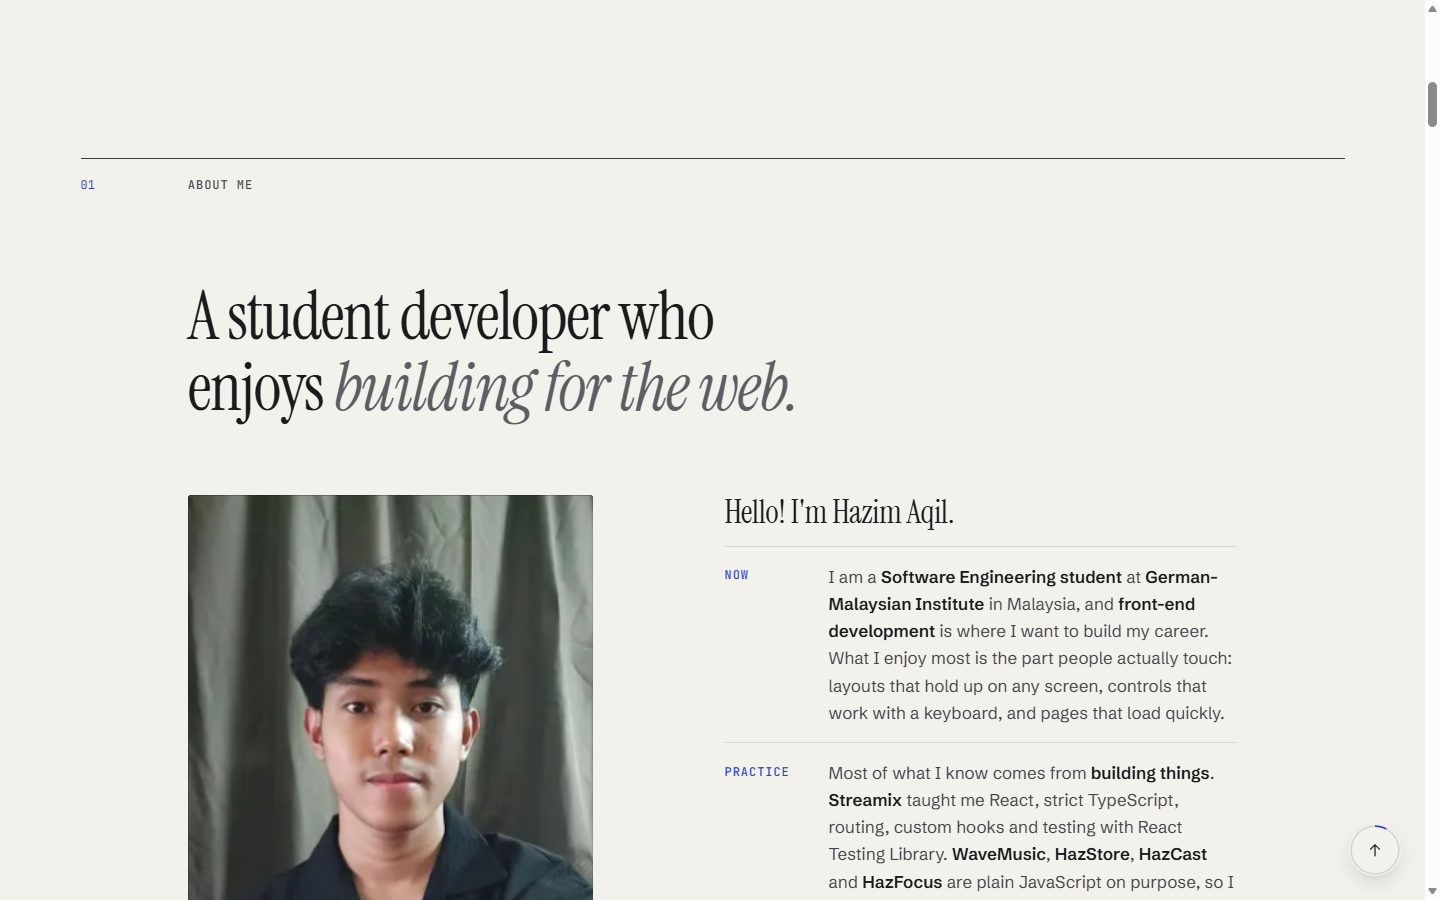 01
ABOUT ME
A student developer who
enjoys building for the web.
Hello! I'm Hazim Aqil.
NOW
I am a Software Engineering student at German-
Malaysian Institute in Malaysia, and front-end
development is where I want to build my career.
What I enjoy most is the part people actually touch:
layouts that hold up on any screen, controls that
work with a keyboard, and pages that load quickly.
PRACTICE
Most of what I know comes from building things.
Streamix taught me React, strict TypeScript,
routing, custom hooks and testing with React
Testing Library. WaveMusic, HazStore, HazCast
and HazFocus are plain JavaScript on purpose, so I